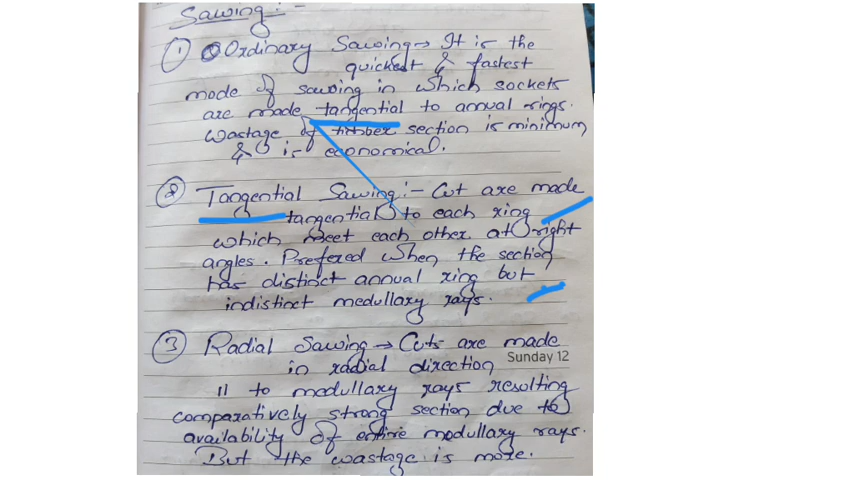 Sawing :-
① Ordinary Sawing → It is the
quickest & fastest
mode of sawing in which sockets
are made tangential to annual rings.
Wastage of timber section is minimum
& is economical.
② Tangential Sawing :- Cut are made
tangential to each ring
which meet each other at right
angles. Prefered when the section
has distinct annual ring but
indistinct medullary rays.
③ Radial Sawing → Cuts are made
in radial direction
Sunday 12
11 to medullary rays resulting
comparatively strong section due to
availability of entire medullary rays.
But the wastage is more.